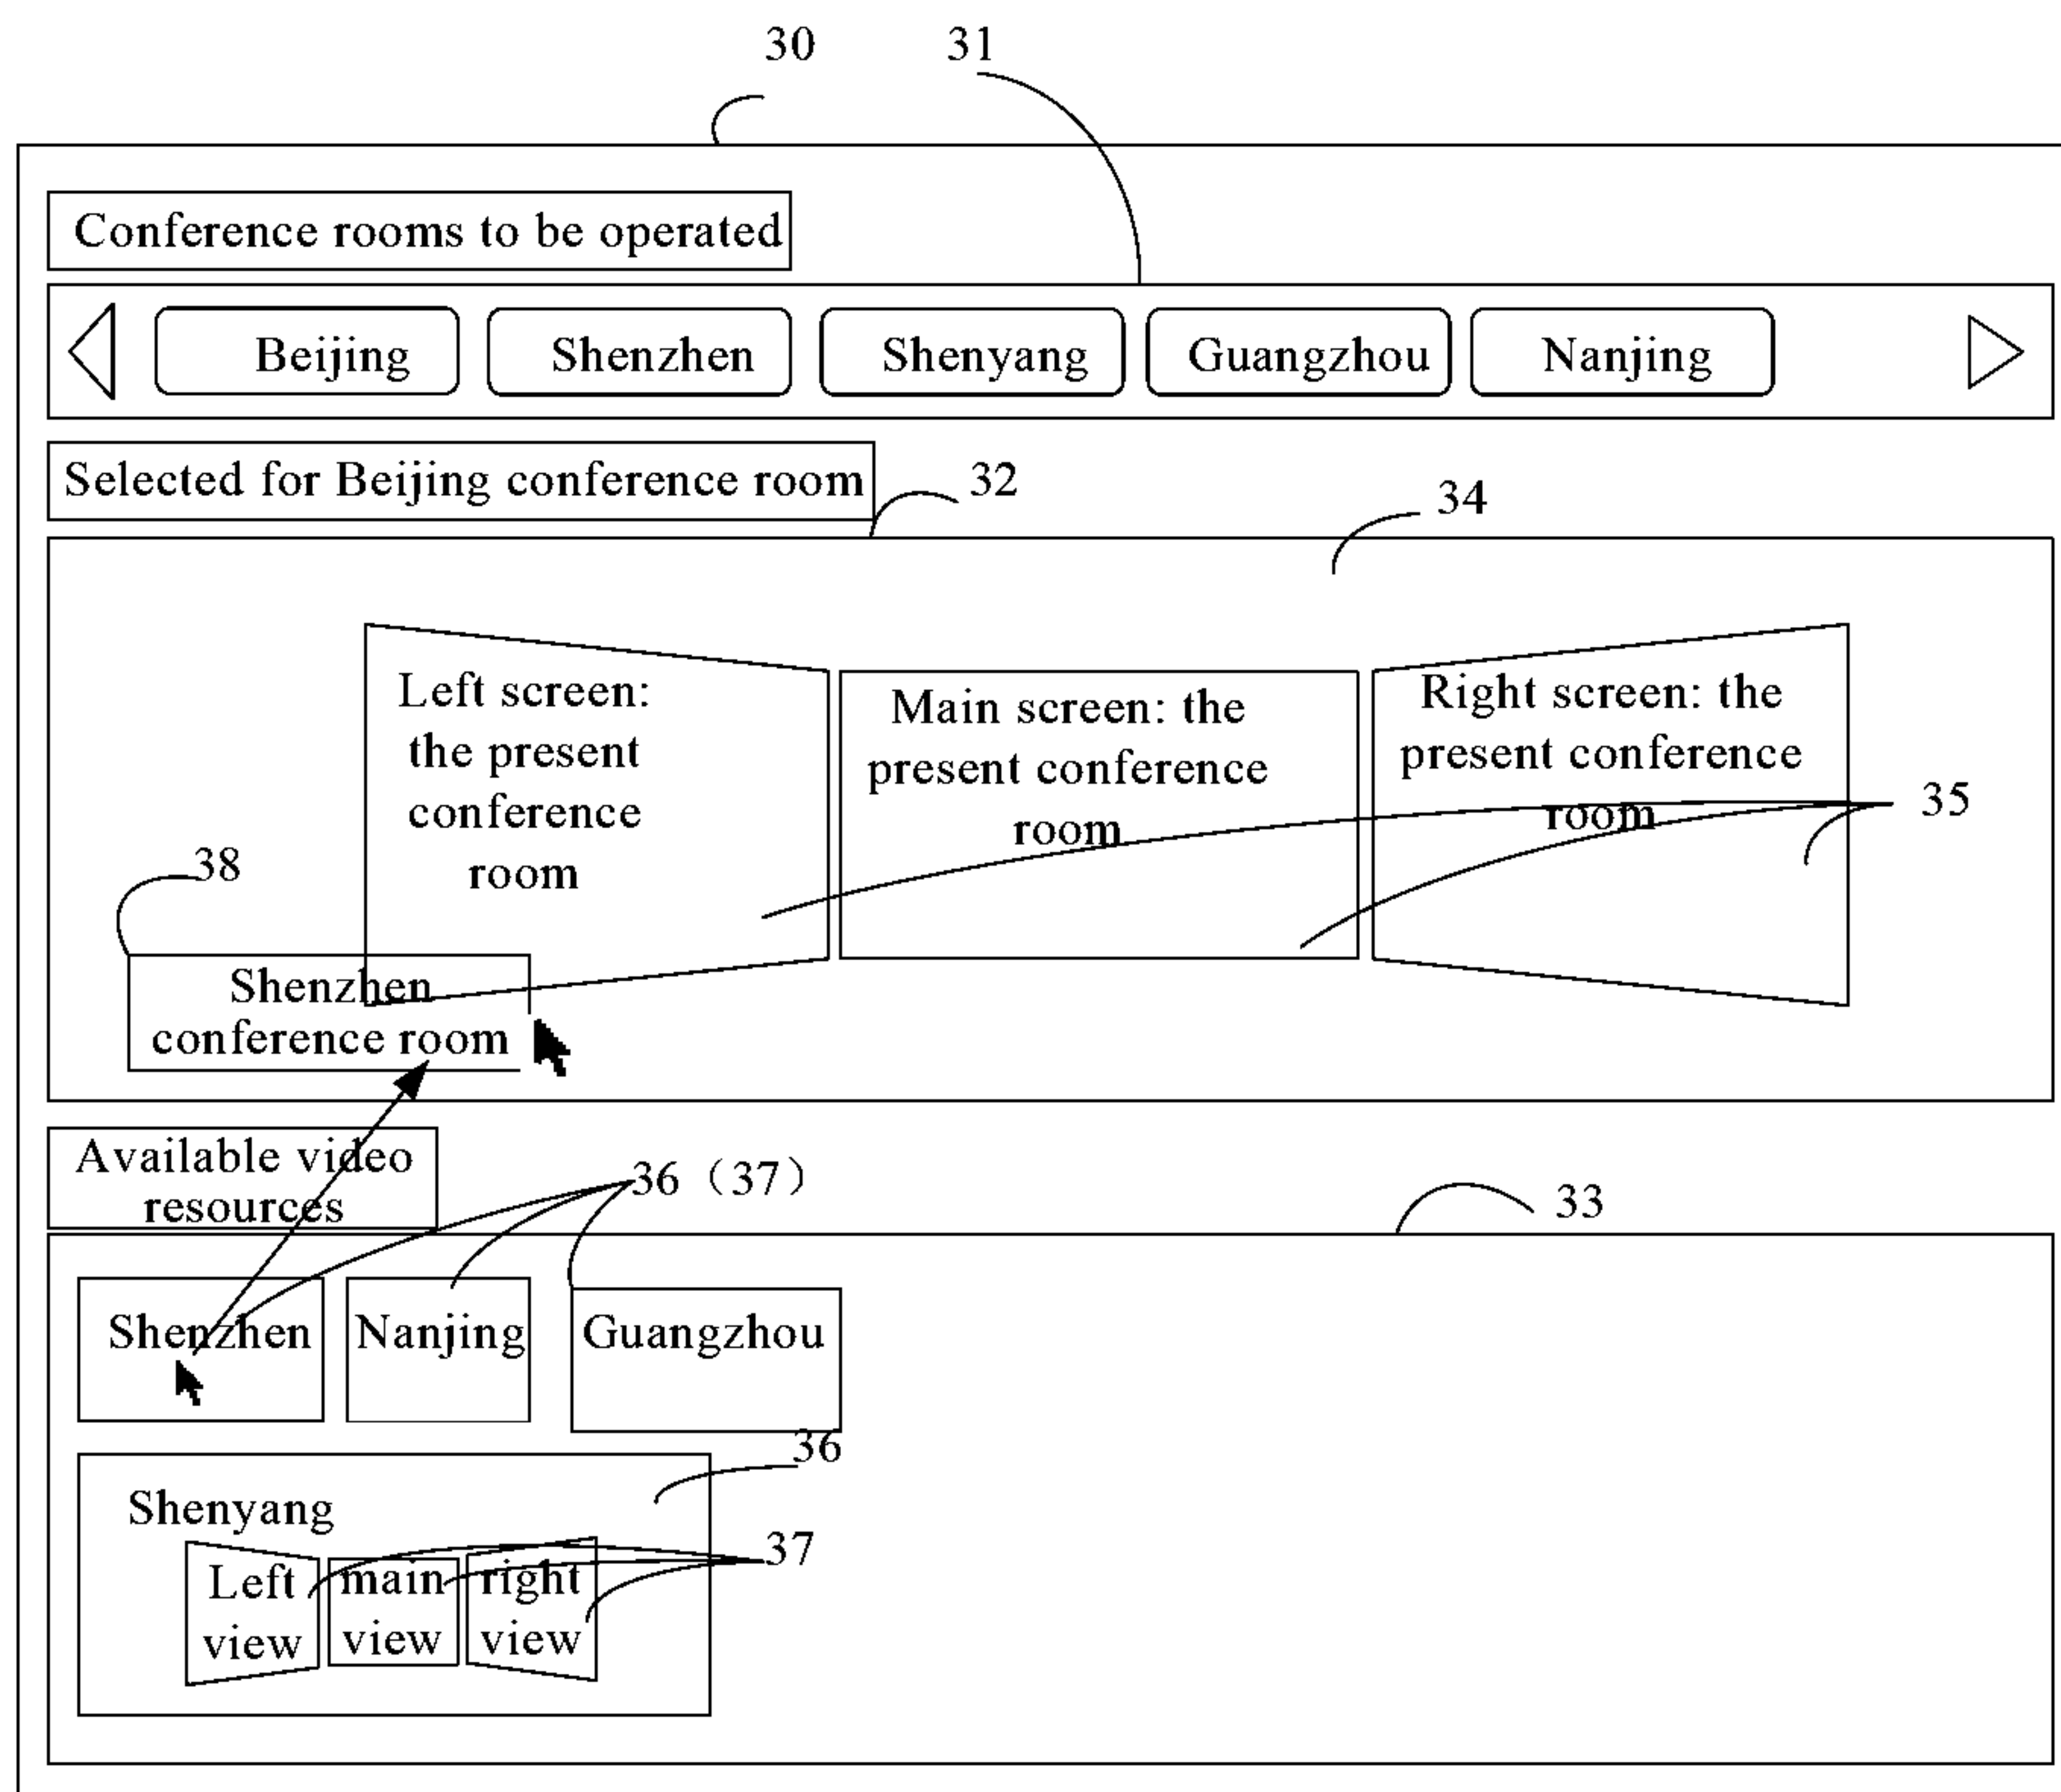 30 31
Conference rooms to be operated
Beijing Shenzhen Shenyang Guangzhou Nanjing
Selected for Beijing conference room
32
34
Left screen:
the present
conference
room
Main screen: the
present conference
room
Right screen: the
present conference
room
35
38
Shenzhen
conference room
Available video
resources
36（37）
33
Shenzhen Nanjing Guangzhou
36
Shenyang
37
Left
view
main
view
right
view